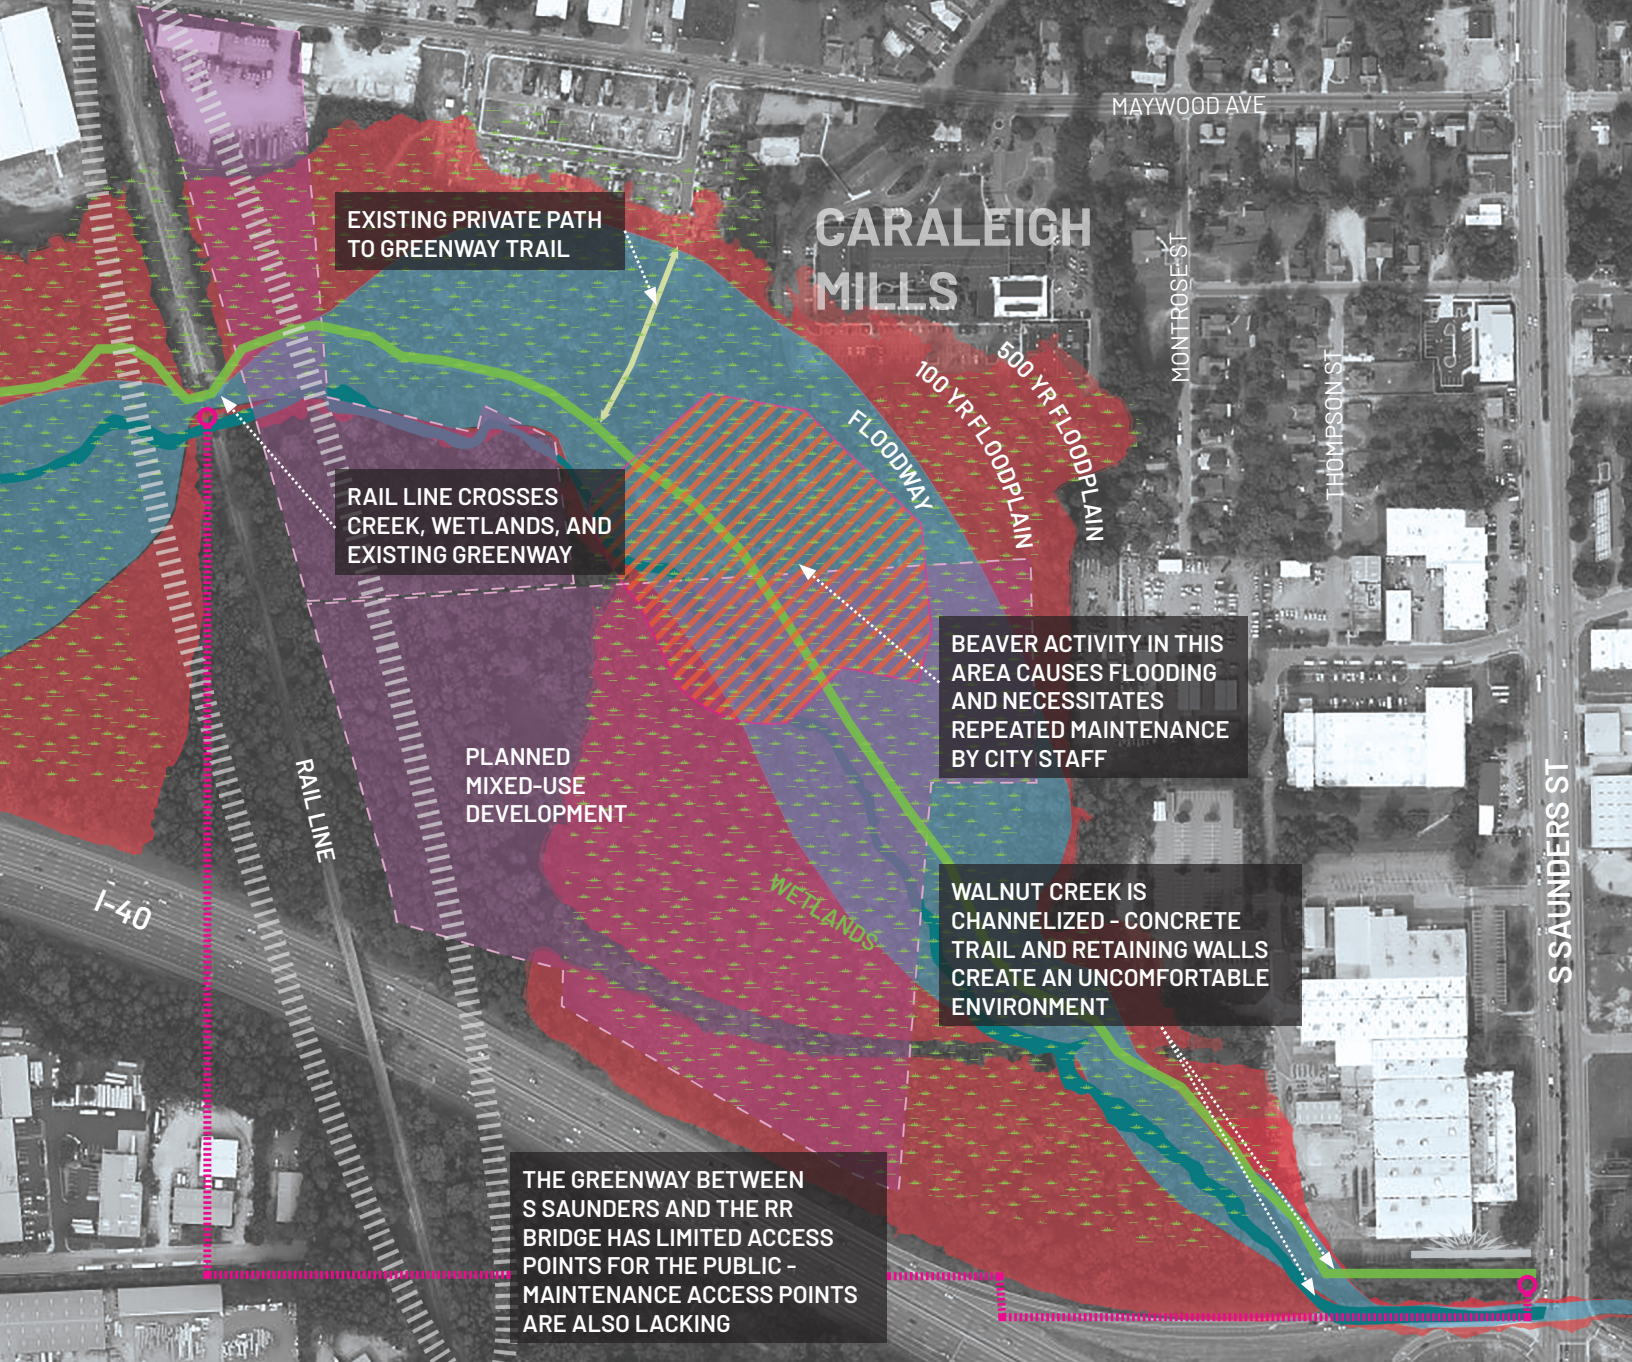 MAYWOOD AVE
EXISTING PRIVATE PATH
TO GREENWAY TRAIL
CARALEIGH
MILLS
MONTROSE ST
THOMPSON ST
500 YR FLOODPLAIN
100 YR FLOODPLAIN
FLOODWAY
RAIL LINE CROSSES
CREEK, WETLANDS, AND
EXISTING GREENWAY
BEAVER ACTIVITY IN THIS
AREA CAUSES FLOODING
AND NECESSITATES
REPEATED MAINTENANCE
BY CITY STAFF
PLANNED
MIXED-USE
DEVELOPMENT
RAIL LINE
S SAUNDERS ST
I-40
WETLANDS
WALNUT CREEK IS
CHANNELIZED - CONCRETE
TRAIL AND RETAINING WALLS
CREATE AN UNCOMFORTABLE
ENVIRONMENT
THE GREENWAY BETWEEN
S SAUNDERS AND THE RR
BRIDGE HAS LIMITED ACCESS
POINTS FOR THE PUBLIC -
MAINTENANCE ACCESS POINTS
ARE ALSO LACKING